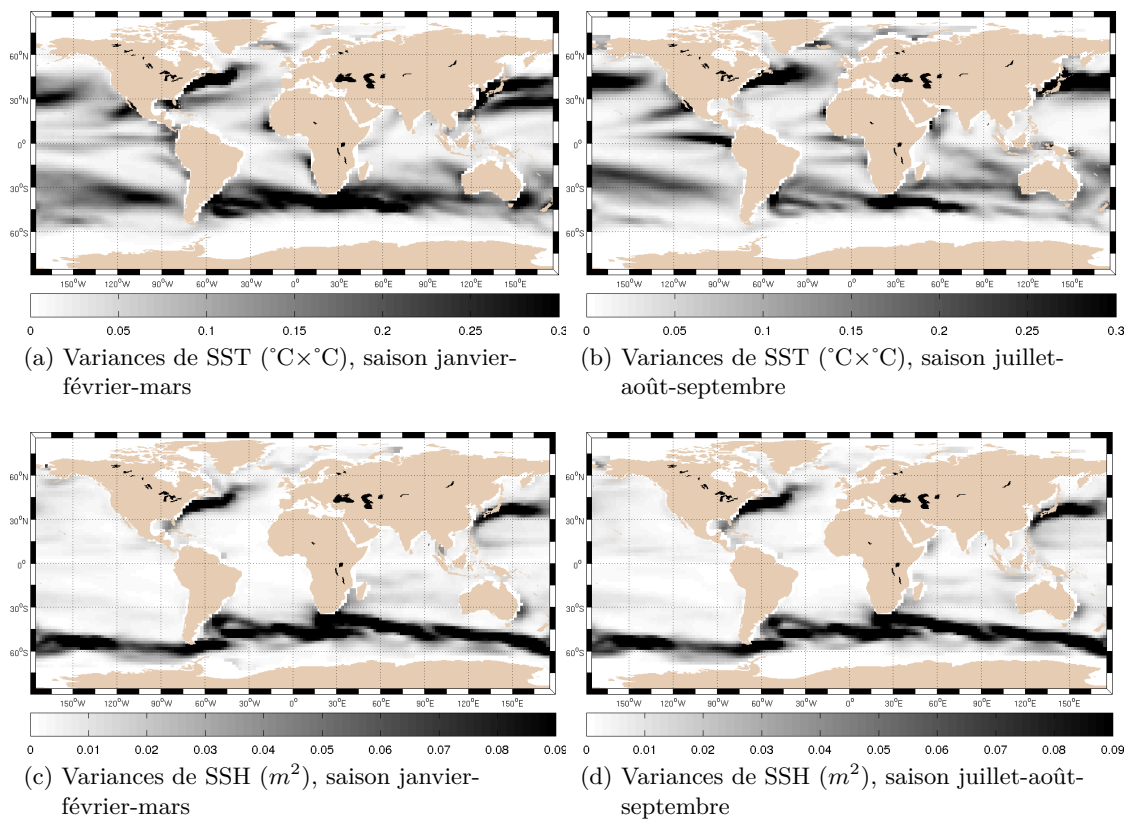 60°N
30°N
0°
30°S
60°S
150°W 120°W 90°W 60°W 30°W 0° 30°E 60°E 90°E 120°E 150°E
0 0.05 0.1 0.15 0.2 0.25 0.3
(a) Variances de SST (°C×°C), saison janvier-
février-mars
60°N
30°N
0°
30°S
60°S
150°W 120°W 90°W 60°W 30°W 0° 30°E 60°E 90°E 120°E 150°E
0 0.05 0.1 0.15 0.2 0.25 0.3
(b) Variances de SST (°C×°C), saison juillet-
août-septembre
60°N
30°N
0°
30°S
60°S
150°W 120°W 90°W 60°W 30°W 0° 30°E 60°E 90°E 120°E 150°E
0 0.01 0.02 0.03 0.04 0.05 0.06 0.07 0.08 0.09
(c) Variances de SSH (m²), saison janvier-
février-mars
60°N
30°N
0°
30°S
60°S
150°W 120°W 90°W 60°W 30°W 0° 30°E 60°E 90°E 120°E 150°E
0 0.01 0.02 0.03 0.04 0.05 0.06 0.07 0.08 0.09
(d) Variances de SSH (m²), saison juillet-août-
septembre